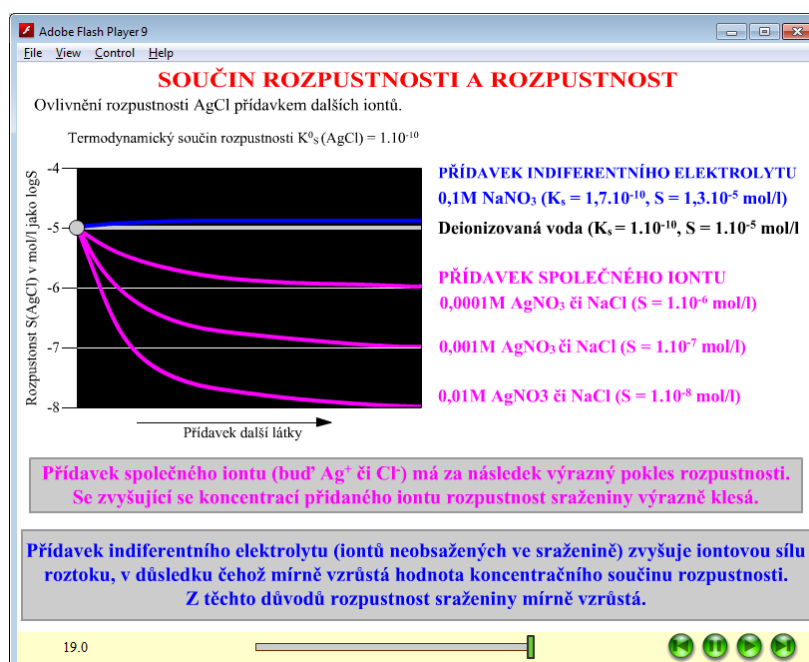 Adobe Flash Player 9
File View Control Help
SOUČIN ROZPUSTNOSTI A ROZPUSTNOST
Ovlivnění rozpustnosti AgCl přídavkem dalších iontů.
Termodynamický součin rozpustnosti K⁰s (AgCl) = 1.10⁻¹⁰
Rozpustonst S(AgCl) v mol/l jako logS
-4
-5
-6
-7
-8
Přídavek další látky
PŘÍDAVEK INDIFERENTNÍHO ELEKTROLYTU
0,1M NaNO₃ (Kₛ = 1,7.10⁻¹⁰, S = 1,3.10⁻⁵ mol/l)
Deionizovaná voda (Kₛ = 1.10⁻¹⁰, S = 1.10⁻⁵ mol/l
PŘÍDAVEK SPOLEČNÉHO IONTU
0,0001M AgNO₃ či NaCl (S = 1.10⁻⁶ mol/l)
0,001M AgNO₃ či NaCl (S = 1.10⁻⁷ mol/l)
0,01M AgNO3 či NaCl (S = 1.10⁻⁸ mol/l)
Přídavek společného iontu (buď Ag⁺ či Cl⁻) má za následek výrazný pokles rozpustnosti.
Se zvyšující se koncentrací přidaného iontu rozpustnost sraženiny výrazně klesá.
Přídavek indiferentního elektrolytu (iontů neobsažených ve sraženině) zvyšuje iontovou sílu
roztoku, v důsledku čehož mírně vzrůstá hodnota koncentračního součinu rozpustnosti.
Z těchto důvodů rozpustnost sraženiny mírně vzrůstá.
19.0